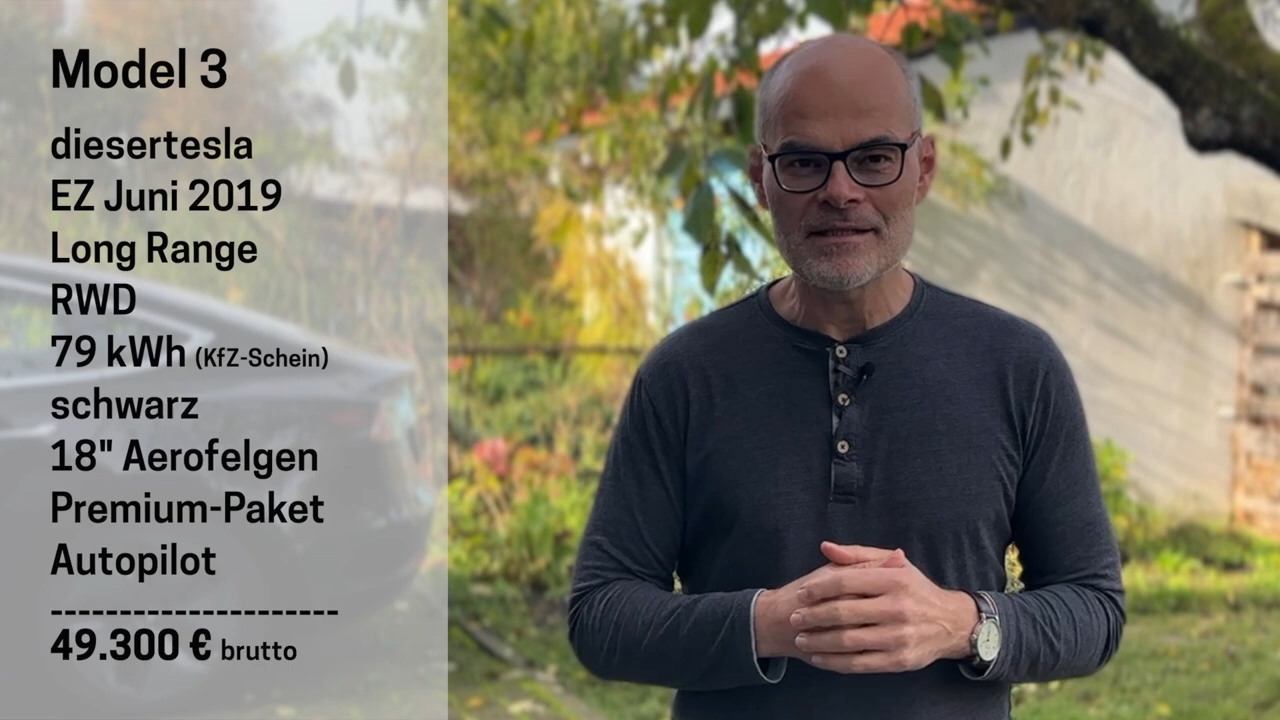 Model 3
diesertesla
EZ Juni 2019
Long Range
RWD
79 kWh (KfZ-Schein)
schwarz
18" Aerofelgen
Premium-Paket
Autopilot
---------------------
49.300 € brutto